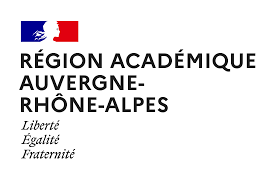 RÉGION ACADÉMIQUE
AUVERGNE-
RHÔNE-ALPES
Liberté
Égalité
Fraternité